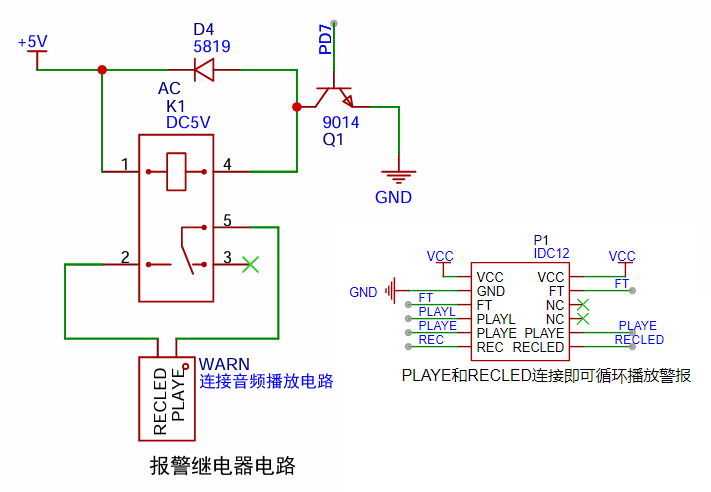 D4
5819
+5V
PD7
AC
K1
DC5V
9014
Q1
1
4
GND
5
2
3
P1
IDC12
VCC
VCC
VCC
VCC
GND
GND
FT
FT
FT
FT
NC
PLAYL
PLAYL
NC
PLAYE
PLAYE
PLAYE
PLAYE
REC
REC
RECLED
RECLED
WARN
连接音频播放电路
RECLED
PLAYE
PLAYE和RECLED连接即可循环播放警报
报警继电器电路